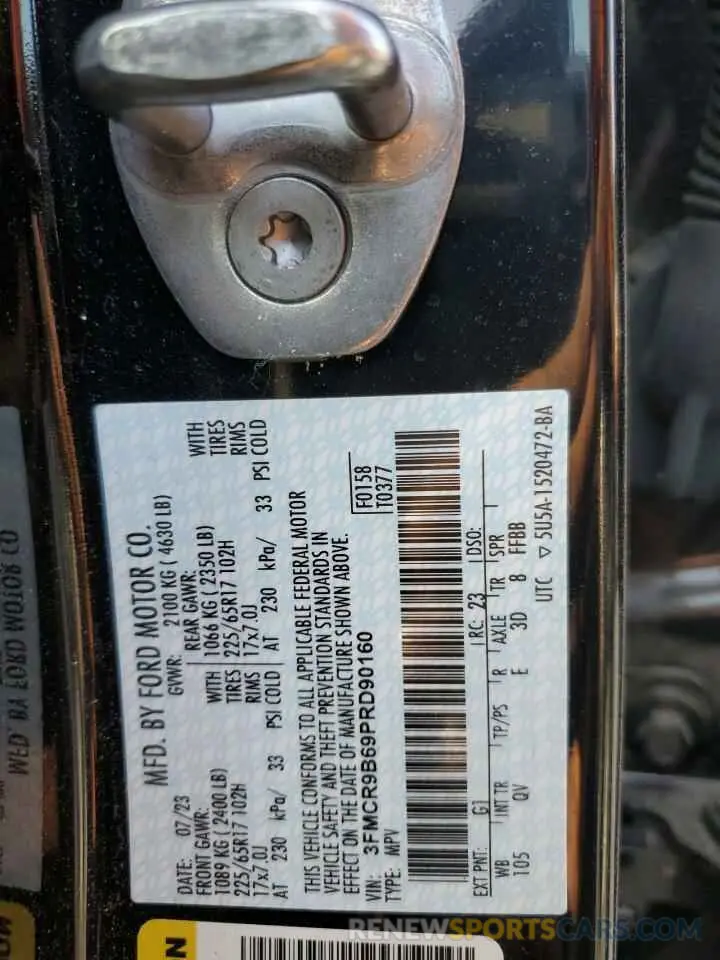 MFD. BY FORD MOTOR CO.
DATE: 07/23
GVWR: 2100 KG ( 4630 LB)
FRONT GAWR:
1089 KG ( 2400 LB)
WITH
225/65R17 102H
TIRES
17x7.0J
RIMS
AT 230 kPa/ 33 PSI COLD
REAR GAWR:
1066 KG ( 2350 LB)
WITH
225/65R17 102H
TIRES
17x7.0J
RIMS
AT 230 kPa/ 33 PSI COLD
THIS VEHICLE CONFORMS TO ALL APPLICABLE FEDERAL MOTOR
VEHICLE SAFETY AND THEFT PREVENTION STANDARDS IN
EFFECT ON THE DATE OF MANUFACTURE SHOWN ABOVE.
F0158
T0377
VIN: 3FMCR9B69PRD90160
TYPE: MPV
EXT PNT: G1 RC: 23 DSO:
WB INT TR TP/PS R AXLE TR SPR
105 QV E 3D 8 FFBB
UTC ▽ 5U5A-1520472-BA
RENEWSPORTSCARS.COM